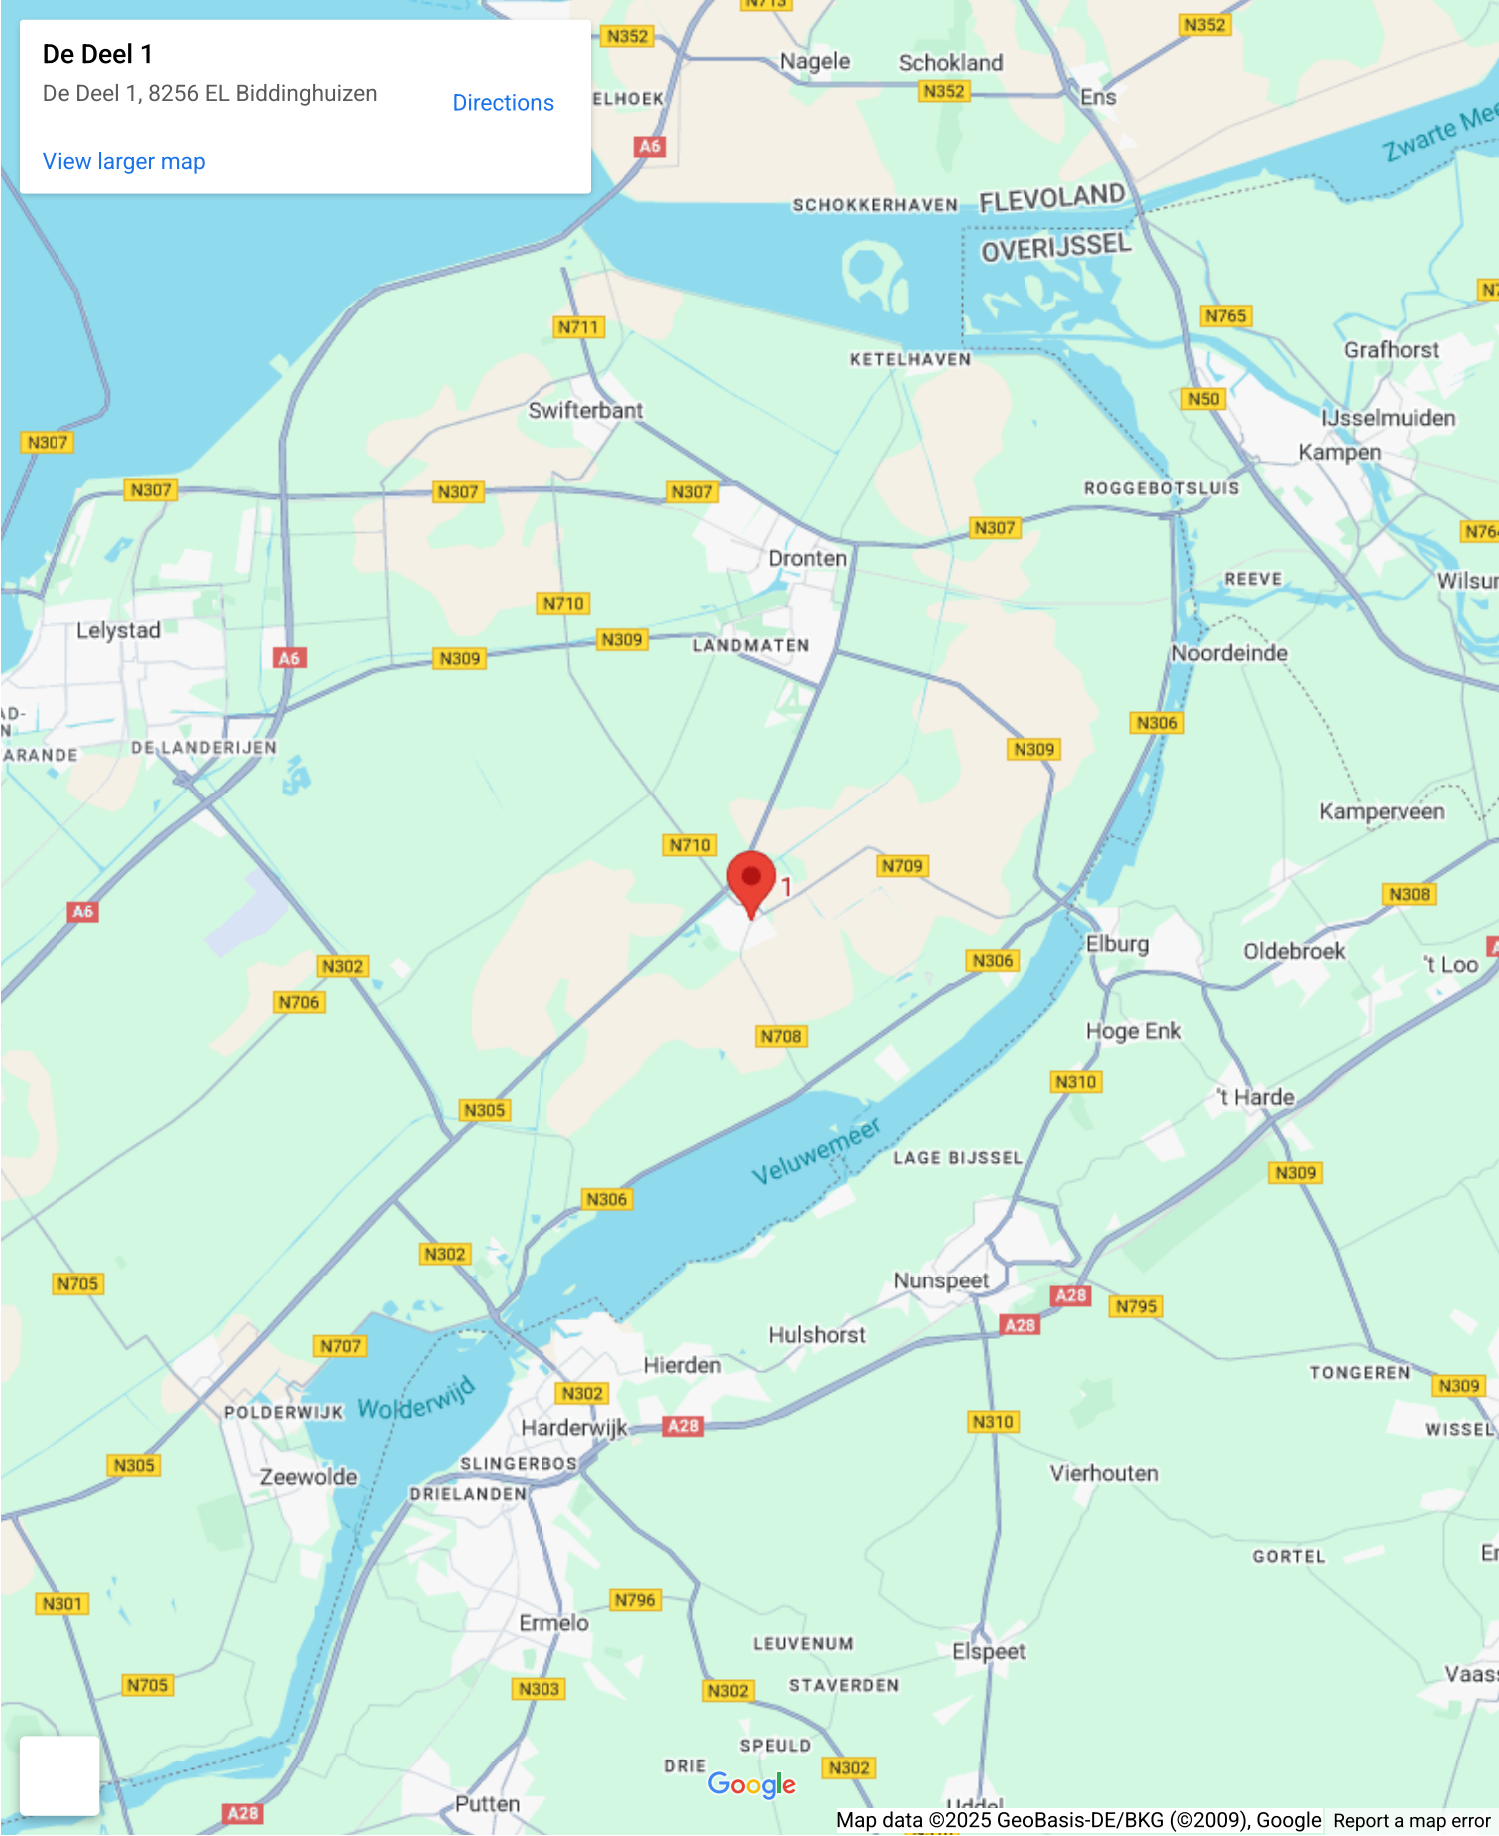 De Deel 1
De Deel 1, 8256 EL Biddinghuizen
Directions
View larger map
N713
N352
N352
Nagele
Schokland
N352
Ens
ELHOEK
A6
SCHOKKERHAVEN
FLEVOLAND
OVERIJSSEL
N711
N765
KETELHAVEN
Grafhorst
N50
Swifterbant
IJsselmuiden
N307
Kampen
N307
N307
N307
ROGGEBOTSLUIS
N307
Dronten
REEVE
N710
Lelystad
N309
LANDMATEN
A6
N309
Noordeinde
AD-
N
ARANDE
DE LANDERIJEN
N306
N309
Kamperveen
N710
N709
1
N308
A6
Elburg
Oldebroek
N306
't Loo
N302
N706
Hoge Enk
N708
N310
't Harde
N305
Veluwemeer
LAGE BIJSSEL
N309
N306
N302
N705
Nunspeet
A28
N795
A28
Hulshorst
N707
Hierden
TONGEREN
N302
N309
Wolderwijd
POLDERWIJK
Harderwijk
A28
N310
WISSEL
N305
SLINGERBOS
Zeewolde
DRIELANDEN
Vierhouten
GORTEL
N301
N796
Ermelo
LEUVENUM
Elspeet
N705
N303
N302
STAVERDEN
SPEULD
DRIE
N302
Google
Putten
Uddel
A28
Map data ©2025 GeoBasis-DE/BKG (©2009), Google
Report a map error